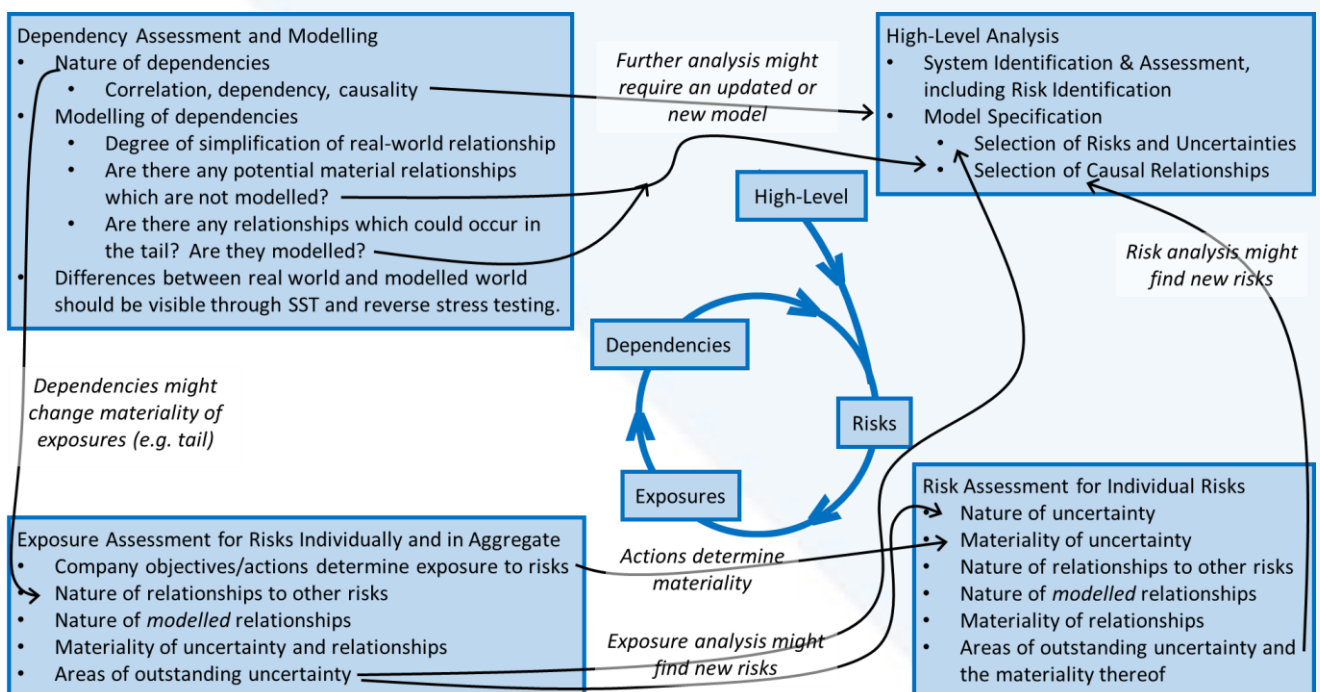 Dependency Assessment and Modelling
• Nature of dependencies
• Correlation, dependency, causality
• Modelling of dependencies
• Degree of simplification of real-world relationship
• Are there any potential material relationships
which are not modelled?
• Are there any relationships which could occur in
the tail? Are they modelled?
• Differences between real world and modelled world
should be visible through SST and reverse stress testing.
Further analysis might
require an updated or
new model
High-Level Analysis
• System Identification & Assessment,
including Risk Identification
• Model Specification
• Selection of Risks and Uncertainties
• Selection of Causal Relationships
High-Level
Dependencies
Risks
Exposures
Risk analysis might
find new risks
Dependencies might
change materiality of
exposures (e.g. tail)
Exposure Assessment for Risks Individually and in Aggregate
• Company objectives/actions determine exposure to risks
• Nature of relationships to other risks
• Nature of modelled relationships
• Materiality of uncertainty and relationships
• Areas of outstanding uncertainty
Actions determine
materiality
Exposure analysis might
find new risks
Risk Assessment for Individual Risks
• Nature of uncertainty
• Materiality of uncertainty
• Nature of relationships to other risks
• Nature of modelled relationships
• Materiality of relationships
• Areas of outstanding uncertainty and
the materiality thereof